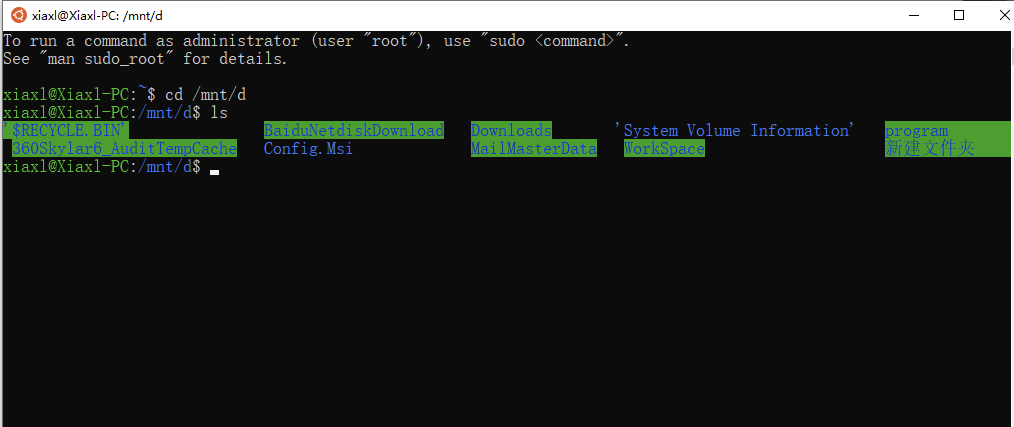 xiaxl@Xiaxl-PC: /mnt/d
To run a command as administrator (user "root"), use "sudo <command>".
See "man sudo_root" for details.
xiaxl@Xiaxl-PC:~$ cd /mnt/d
xiaxl@Xiaxl-PC:/mnt/d$ ls
'$RECYCLE.BIN' BaiduNetdiskDownload Downloads 'System Volume Information' program
360Skylar6_AuditTempCache Config.Msi MailMasterData WorkSpace 新建文件夹
xiaxl@Xiaxl-PC:/mnt/d$